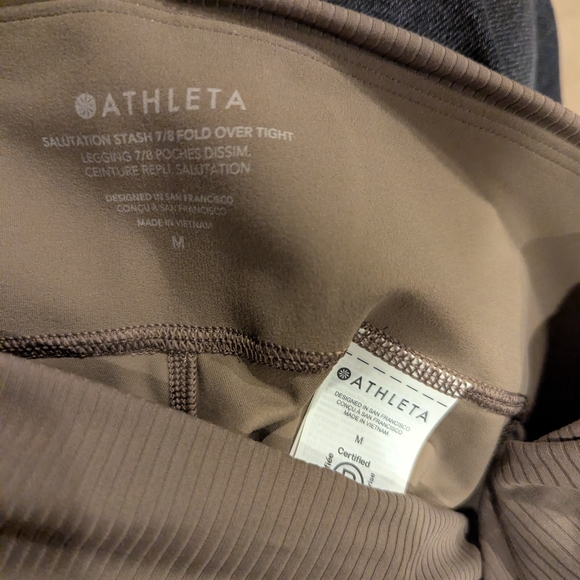 ATHLETA
SALUTATION STASH 7/8 FOLD OVER TIGHT
LEGGING 7/8 POCHES DISSIM.
CEINTURE REPLI. SALUTATION
DESIGNED IN SAN FRANCISCO
CONÇU À SAN FRANCISCO
MADE IN VIETNAM
M
ATHLETA
DESIGNED IN SAN FRANCISCO
CONÇU À SAN FRANCISCO
MADE IN VIETNAM
M
Certified
B